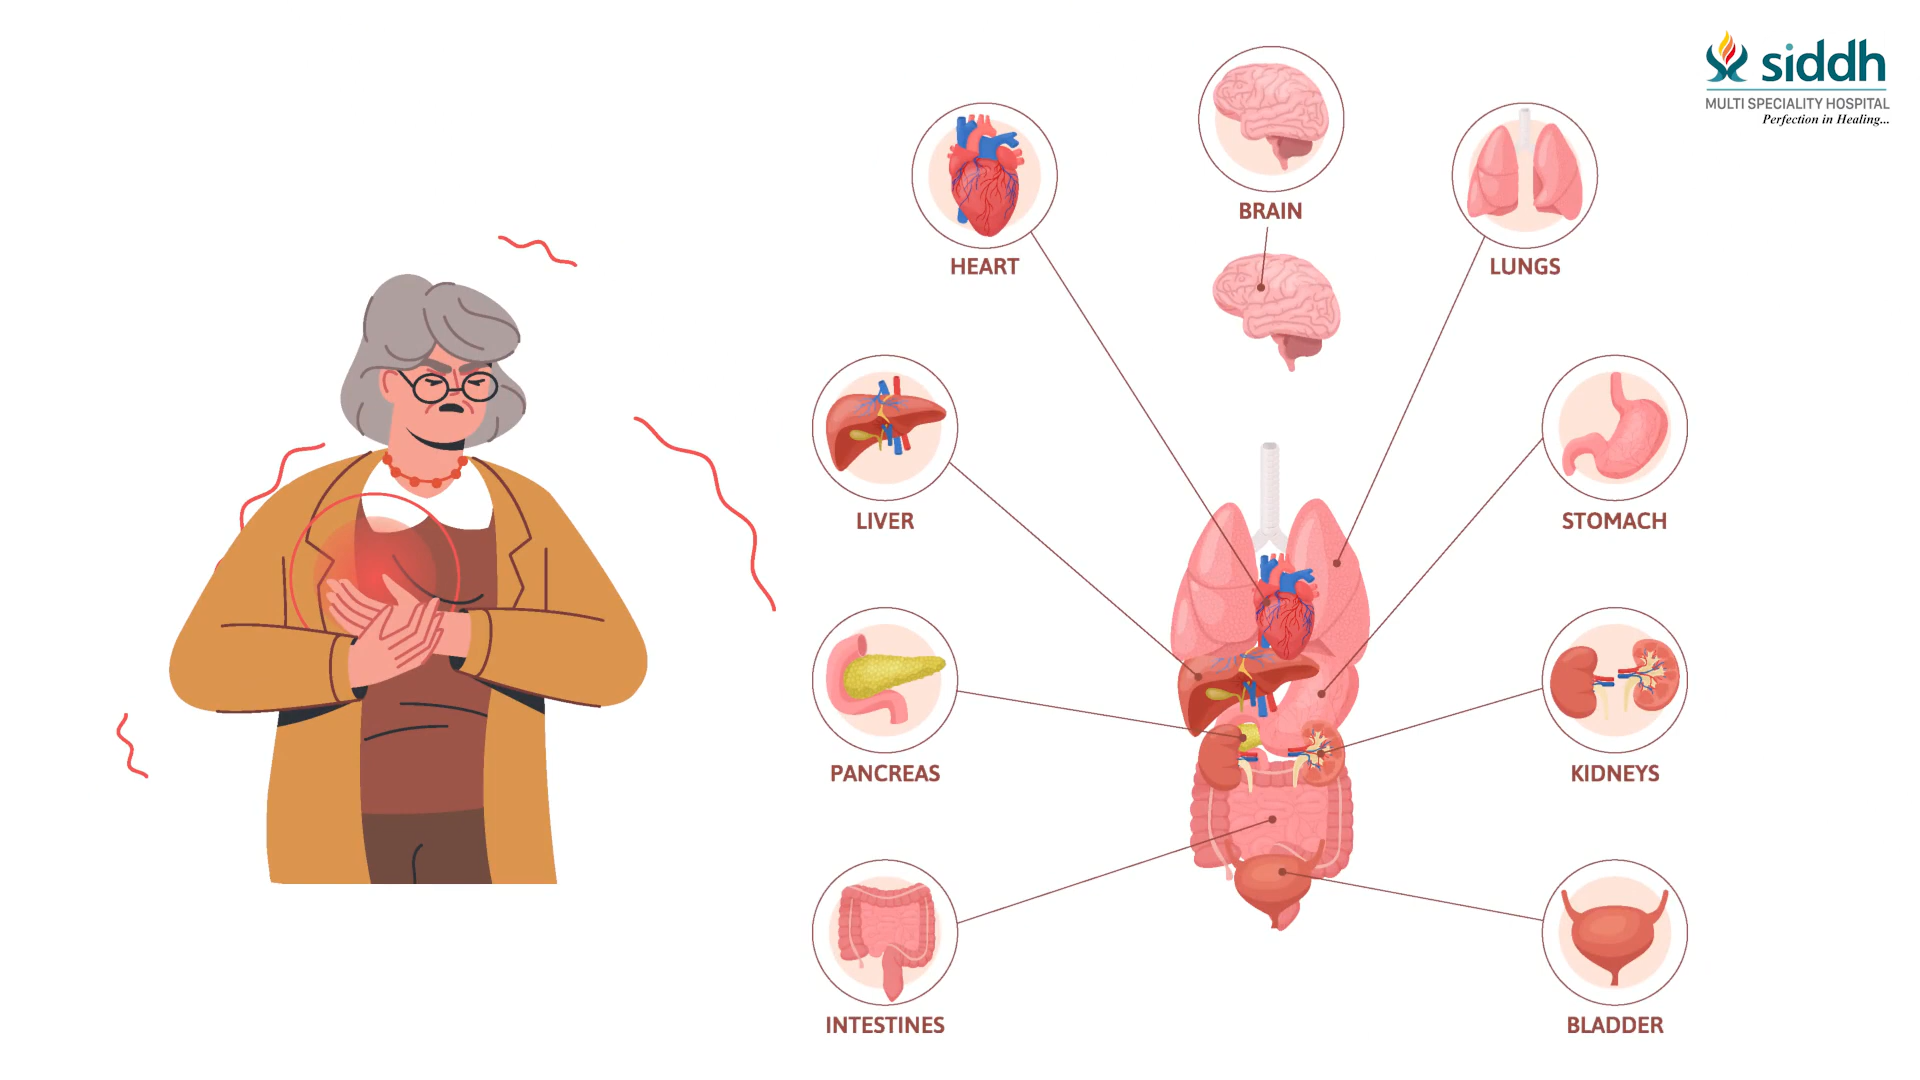 siddh
MULTI SPECIALITY HOSPITAL
Perfection in Healing...
BRAIN
HEART
LUNGS
LIVER
STOMACH
PANCREAS
KIDNEYS
INTESTINES
BLADDER